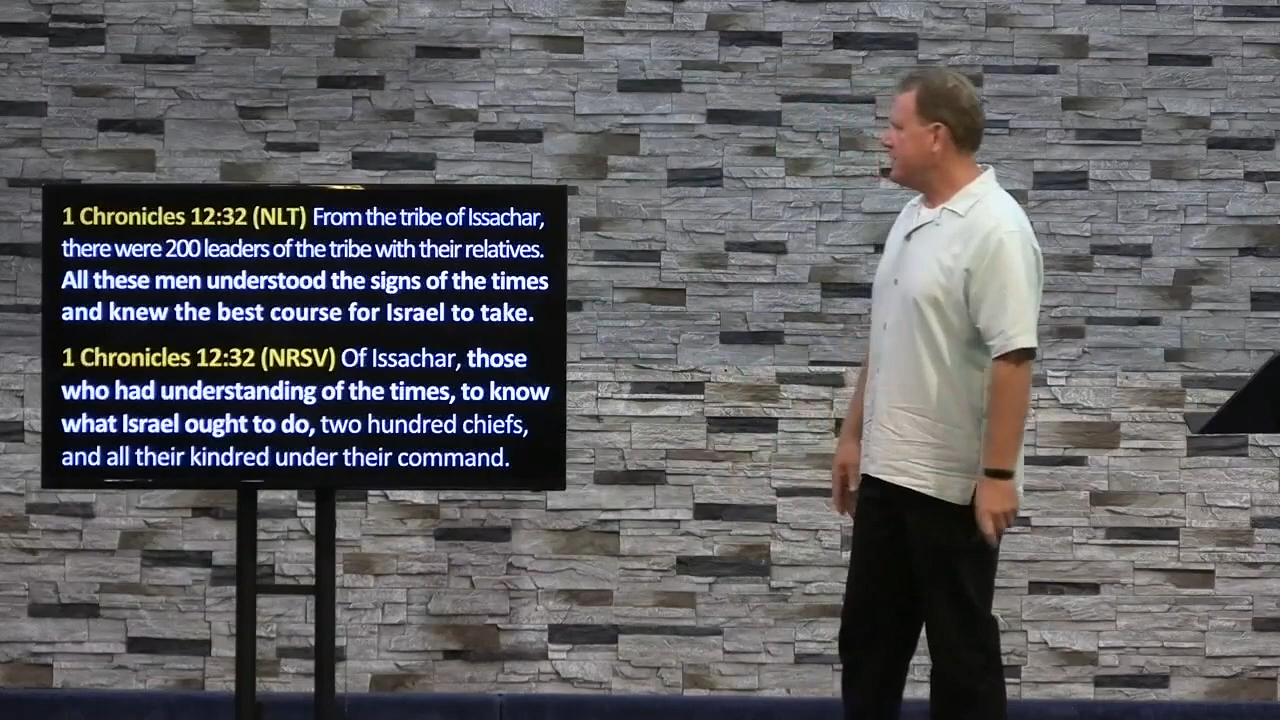 1 Chronicles 12:32 (NLT) From the tribe of Issachar,
there were 200 leaders of the tribe with their relatives.
All these men understood the signs of the times
and knew the best course for Israel to take.
1 Chronicles 12:32 (NRSV) Of Issachar, those
who had understanding of the times, to know
what Israel ought to do, two hundred chiefs,
and all their kindred under their command.